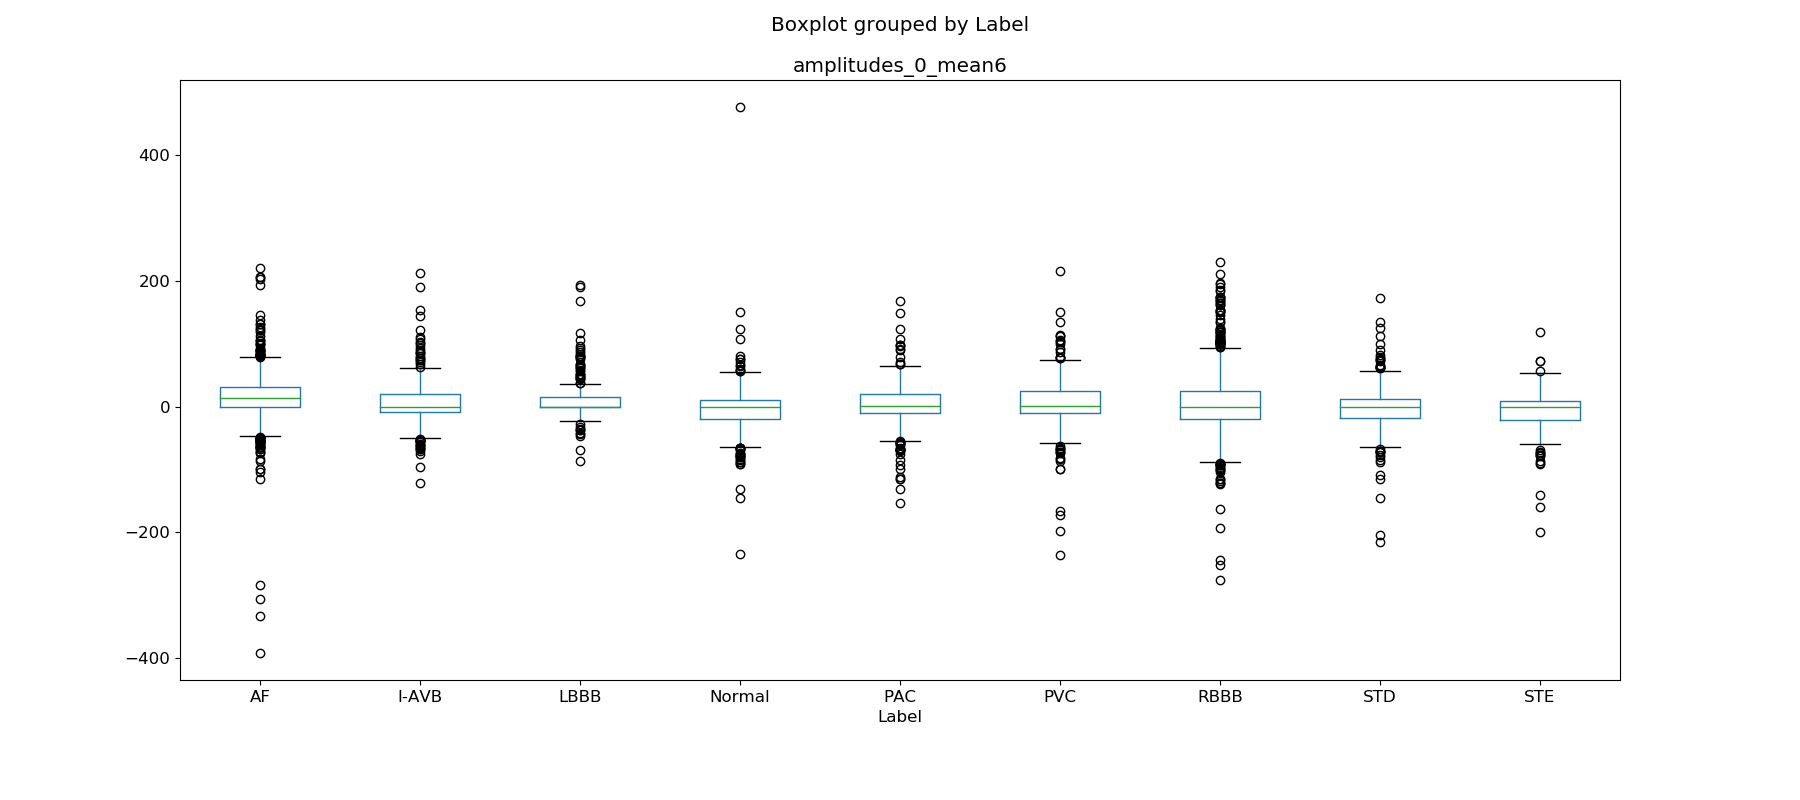 Boxplot grouped by Label
amplitudes_0_mean6
400
200
0
−200
−400
AF I-AVB LBBB Normal PAC PVC RBBB STD STE
Label